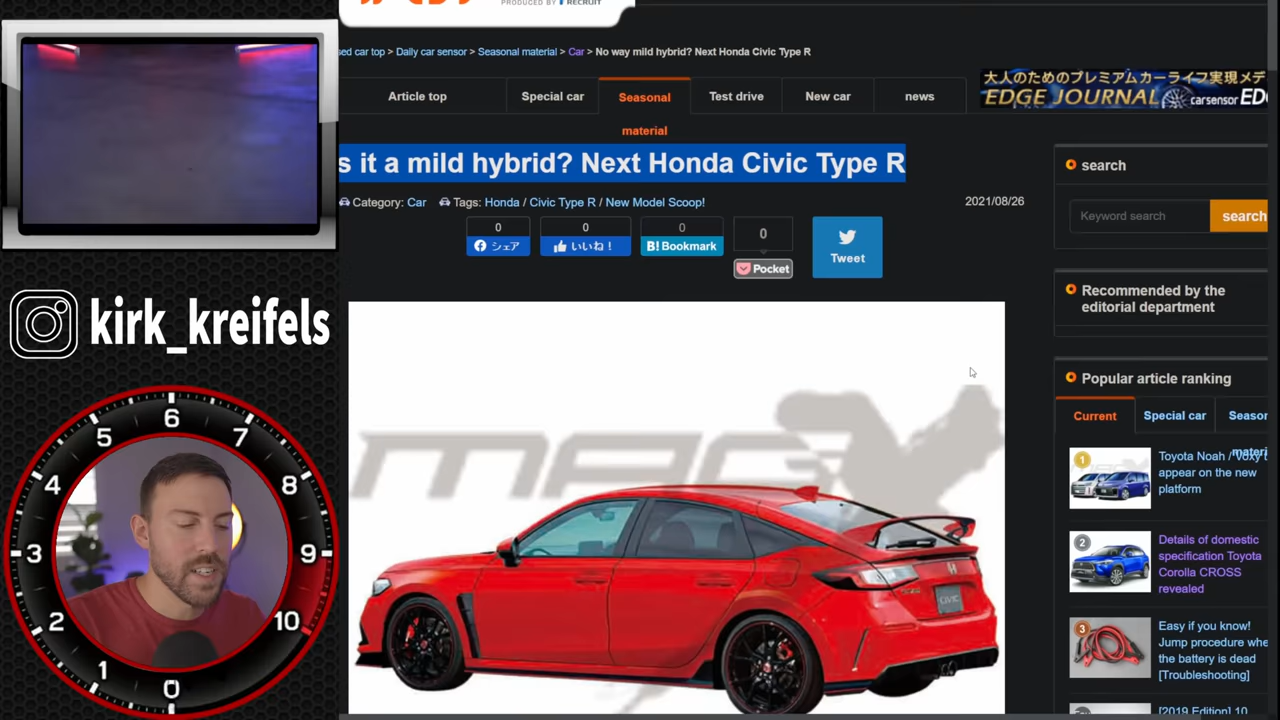 PRODUCED BY RECRUIT
sed car top > Daily car sensor > Seasonal material > Car > No way mild hybrid? Next Honda Civic Type R
大人のためのプレミアムカーライフ実現メデ
EDGE JOURNAL carsensor EDG
Article top
Special car
Seasonal
material
Test drive
New car
news
s it a mild hybrid? Next Honda Civic Type R
Category: Car Tags: Honda / Civic Type R / New Model Scoop!
2021/08/26
0
シェア
0
いいね!
0
B! Bookmark
0
Pocket
Tweet
search
Keyword search
search
Recommended by the
editorial department
Popular article ranking
Current
Special car
Seasor
materi
1
Toyota Noah /
appear on the new
platform
2
Details of domestic
specification Toyota
Corolla CROSS
revealed
3
Easy if you know!
Jump procedure whe
the battery is dead
[Troubleshooting]
[2019 Edition] 10
kirk_kreifels
MAG
CIVIC
0
1
2
3
4
5
6
7
8
9
10